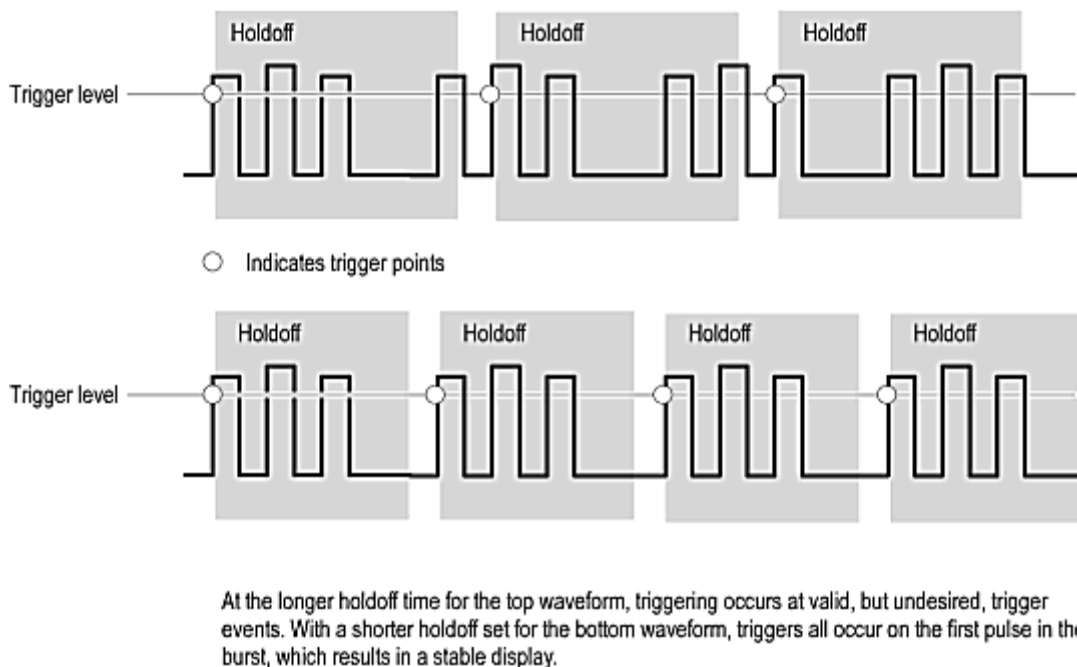 Holdoff Holdoff Holdoff
Trigger level
Indicates trigger points
Holdoff Holdoff Holdoff Holdoff
Trigger level
At the longer holdoff time for the top waveform, triggering occurs at valid, but undesired, trigger
events. With a shorter holdoff set for the bottom waveform, triggers all occur on the first pulse in the
burst, which results in a stable display.